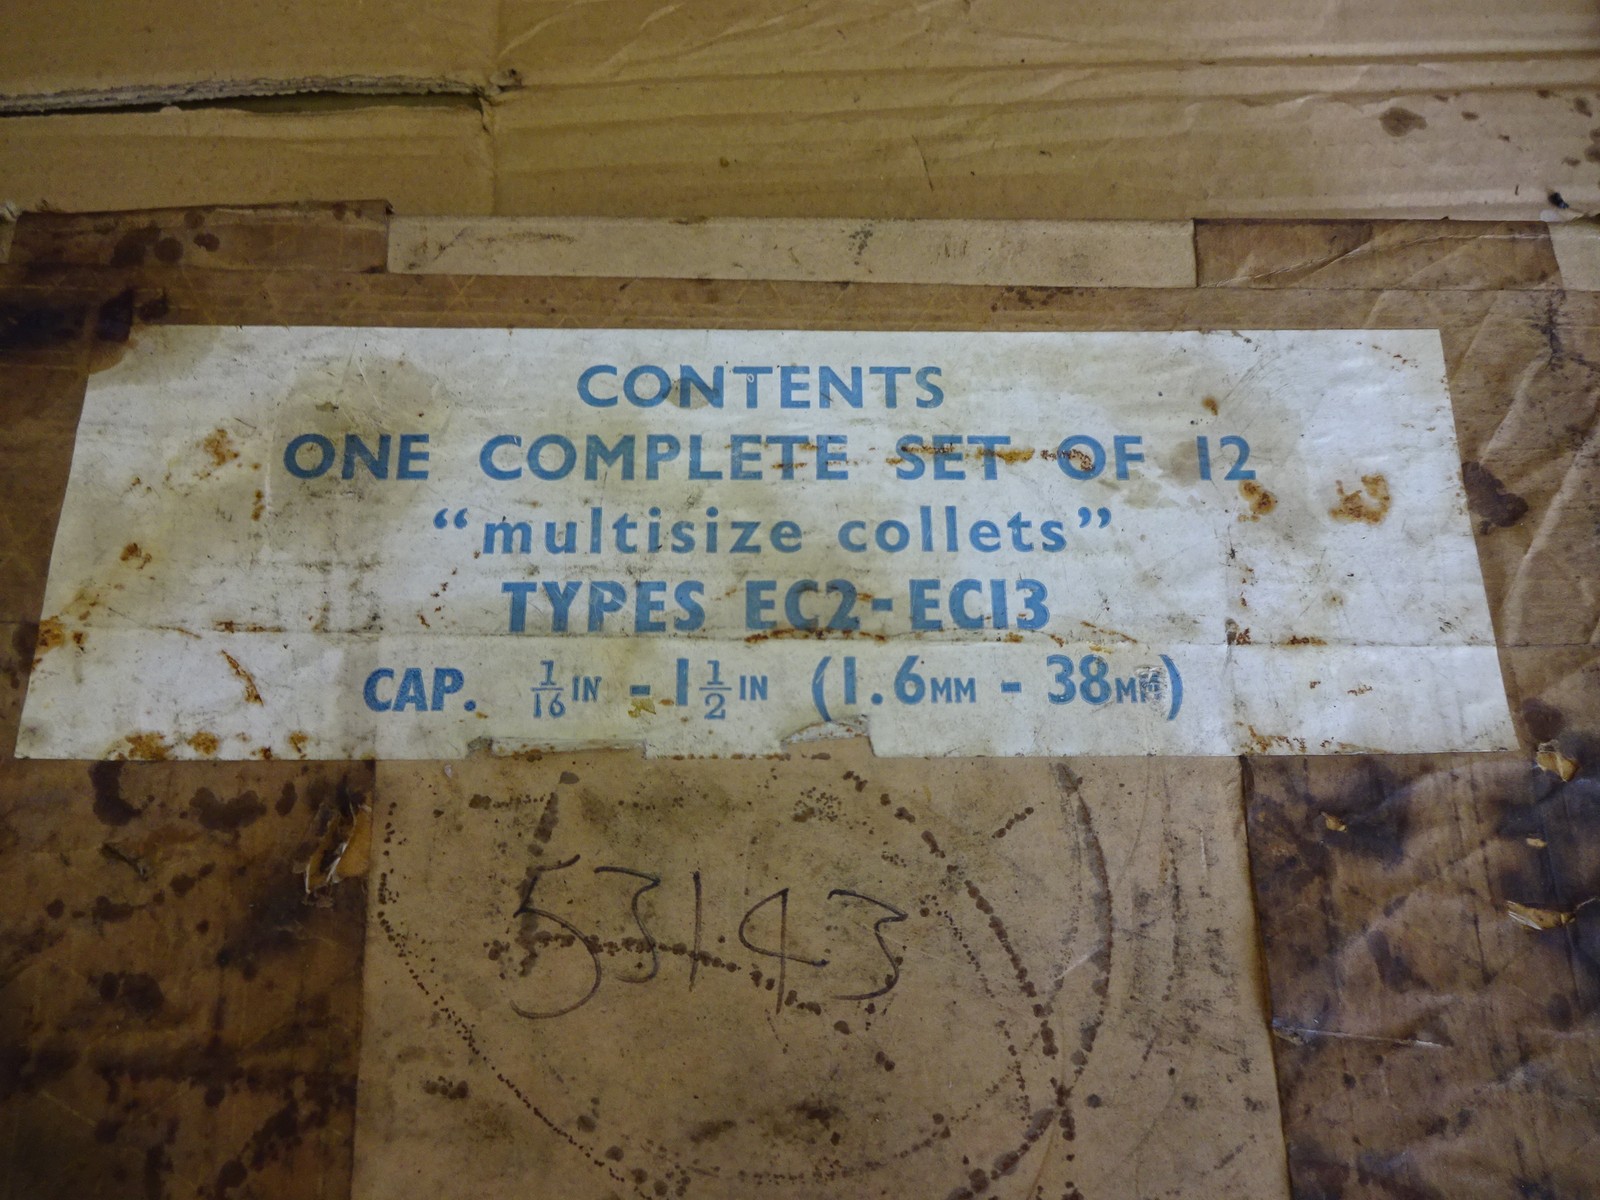 CONTENTS
ONE COMPLETE SET OF 12
“multisize collets”
TYPES EC2-EC13
CAP. 1/16 IN - 1 1/2 IN (1.6MM - 38MM)
53143